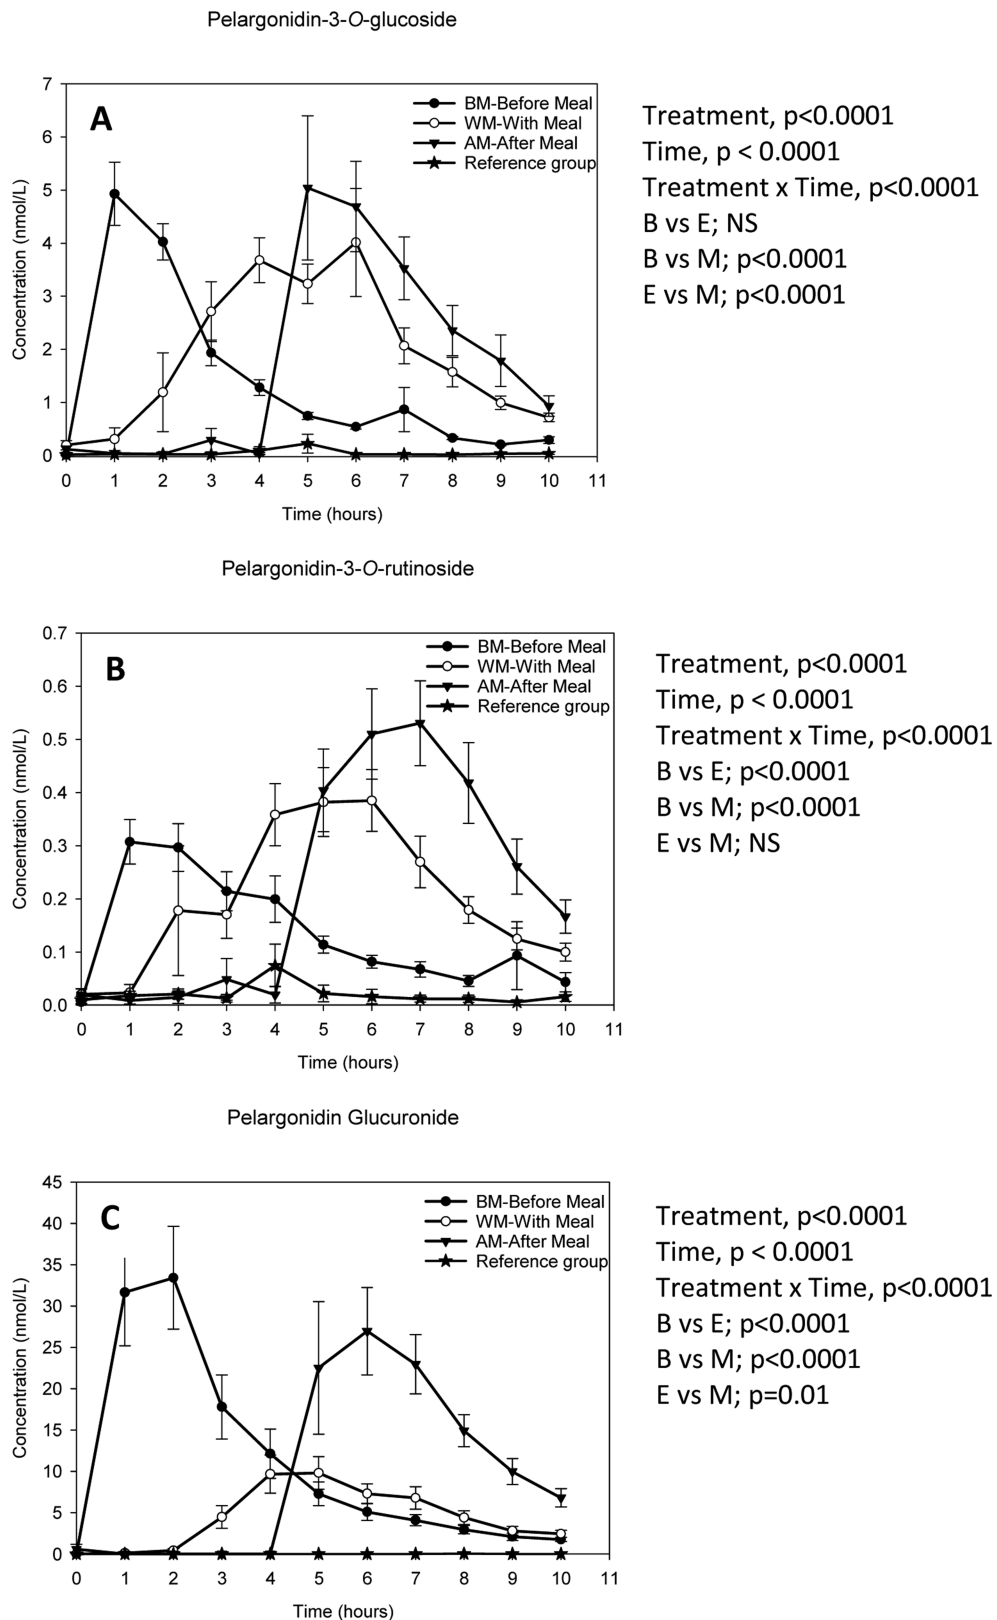 Pelargonidin-3-O-glucoside
A
BM-Before Meal
WM-With Meal
AM-After Meal
Reference group
Concentration (nmol/L)
7
6
5
4
3
2
1
0
0 1 2 3 4 5 6 7 8 9 10 11
Time (hours)
Treatment, p<0.0001
Time, p < 0.0001
Treatment x Time, p<0.0001
B vs E; NS
B vs M; p<0.0001
E vs M; p<0.0001
Pelargonidin-3-O-rutinoside
B
BM-Before Meal
WM-With Meal
AM-After Meal
Reference group
Concentration (nmol/L)
0.7
0.6
0.5
0.4
0.3
0.2
0.1
0.0
0 1 2 3 4 5 6 7 8 9 10 11
Time (hours)
Treatment, p<0.0001
Time, p < 0.0001
Treatment x Time, p<0.0001
B vs E; p<0.0001
B vs M; p<0.0001
E vs M; NS
Pelargonidin Glucuronide
C
BM-Before Meal
WM-With Meal
AM-After Meal
Reference group
Concentration (nmol/L)
45
40
35
30
25
20
15
10
5
0
0 1 2 3 4 5 6 7 8 9 10 11
Time (hours)
Treatment, p<0.0001
Time, p < 0.0001
Treatment x Time, p<0.0001
B vs E; p<0.0001
B vs M; p<0.0001
E vs M; p=0.01